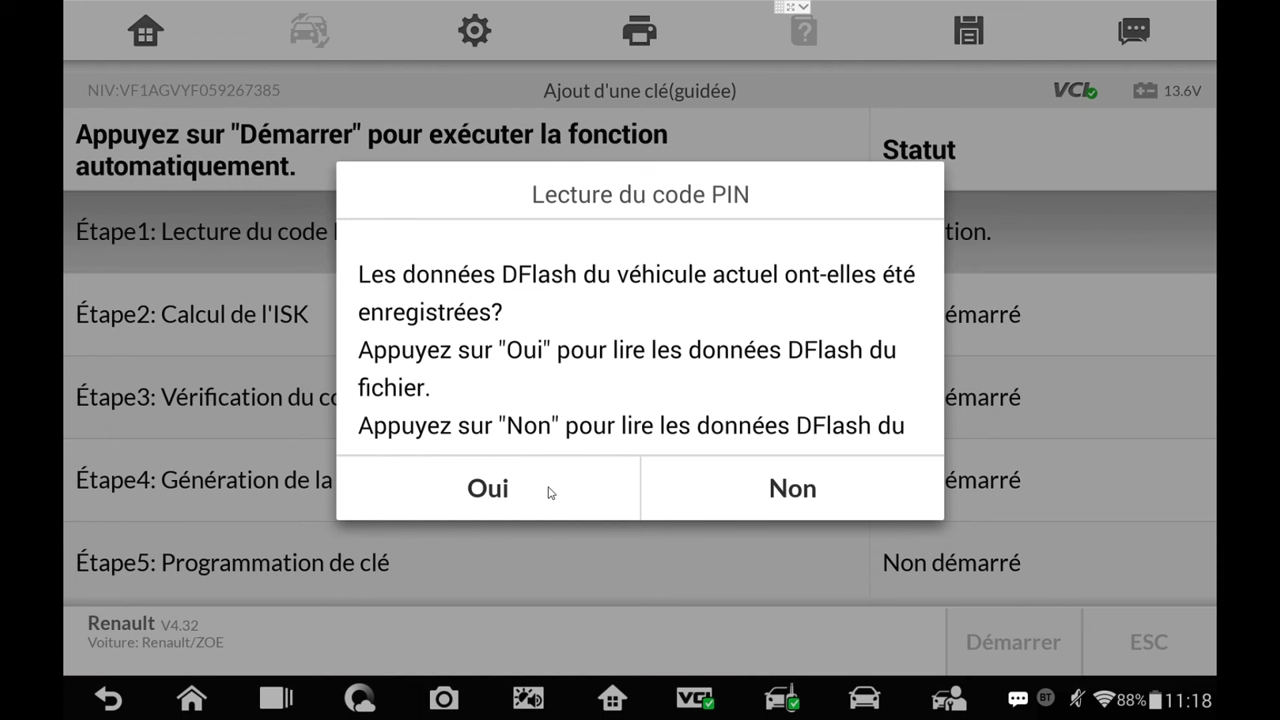 NIV:VF1AGVYF059267385
Ajout d'une clé(guidée)
VCI
13.6V
Appuyez sur "Démarrer" pour exécuter la fonction
automatiquement.
Statut
Lecture du code PIN
Étape1: Lecture du code
tion.
Les données DFlash du véhicule actuel ont-elles été
enregistrées?
Appuyez sur "Oui" pour lire les données DFlash du
fichier.
Appuyez sur "Non" pour lire les données DFlash du
Étape2: Calcul de l'ISK
émarré
Étape3: Vérification du co
émarré
Étape4: Génération de la
émarré
Oui
Non
Étape5: Programmation de clé
Non démarré
Renault V4.32
Voiture: Renault/ZOE
Démarrer
ESC
VCI
BT
88%
11:18